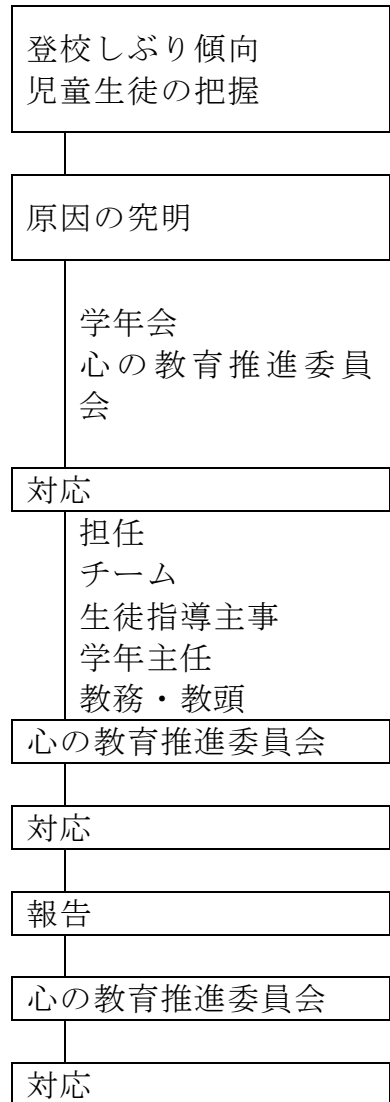 登校しぶり傾向
児童生徒の把握
原因の究明
学年会
心の教育推進委員
会
対応
担任
チーム
生徒指導主事
学年主任
教務・教頭
心の教育推進委員会
対応
報告
心の教育推進委員会
対応